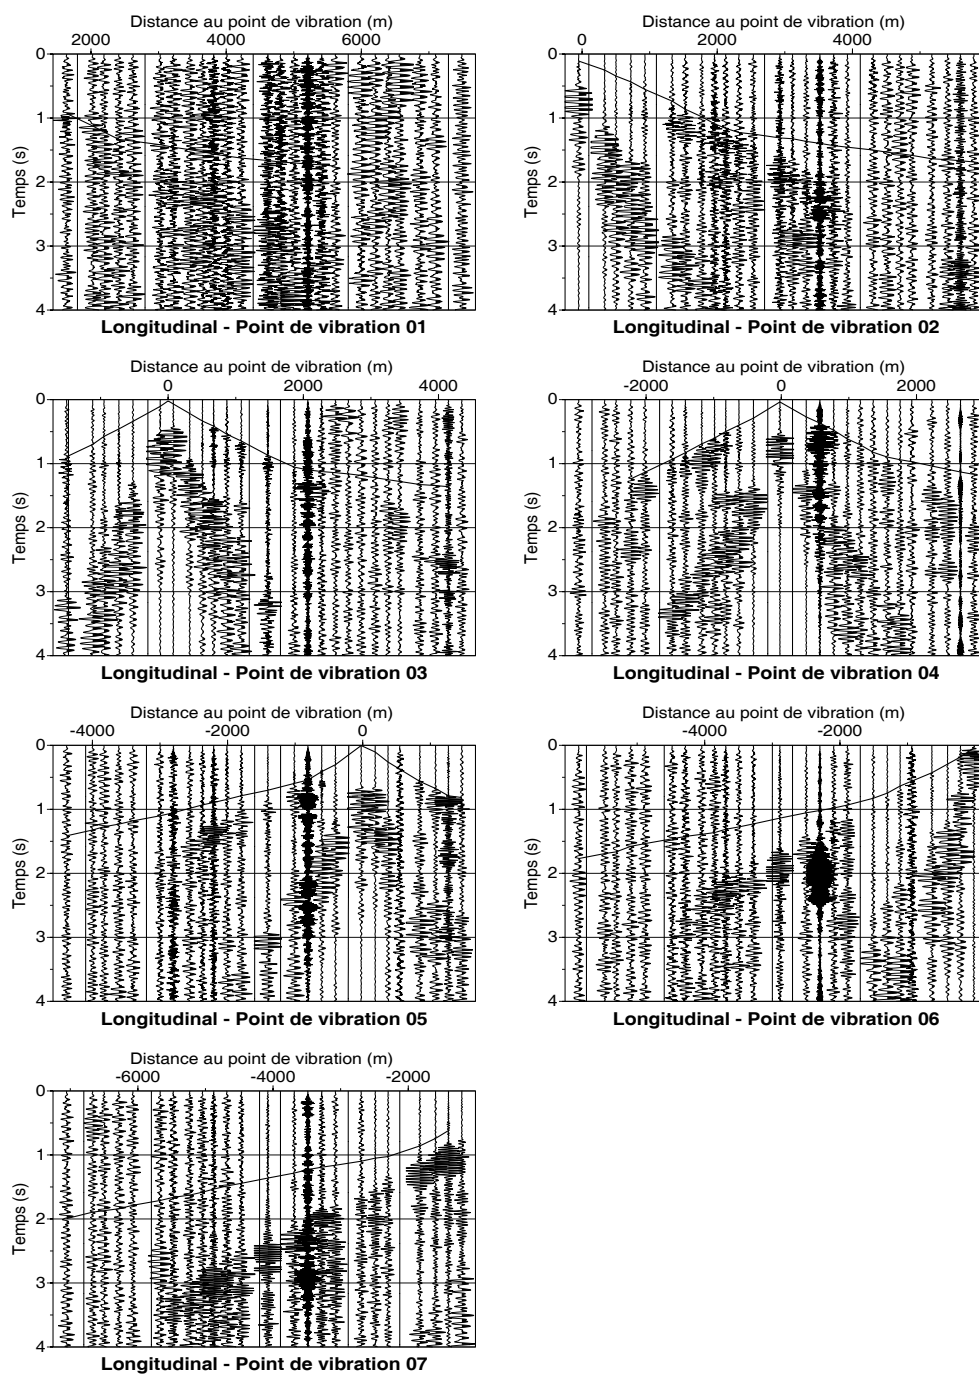 Distance au point de vibration (m)
2000 4000 6000
0
1
2
3
4
Temps (s)
Longitudinal - Point de vibration 01
Distance au point de vibration (m)
0 2000 4000
0
1
2
3
4
Temps (s)
Longitudinal - Point de vibration 02
Distance au point de vibration (m)
0 2000 4000
0
1
2
3
4
Temps (s)
Longitudinal - Point de vibration 03
Distance au point de vibration (m)
-2000 0 2000
0
1
2
3
4
Temps (s)
Longitudinal - Point de vibration 04
Distance au point de vibration (m)
-4000 -2000 0
0
1
2
3
4
Temps (s)
Longitudinal - Point de vibration 05
Distance au point de vibration (m)
-4000 -2000
0
1
2
3
4
Temps (s)
Longitudinal - Point de vibration 06
Distance au point de vibration (m)
-6000 -4000 -2000
0
1
2
3
4
Temps (s)
Longitudinal - Point de vibration 07